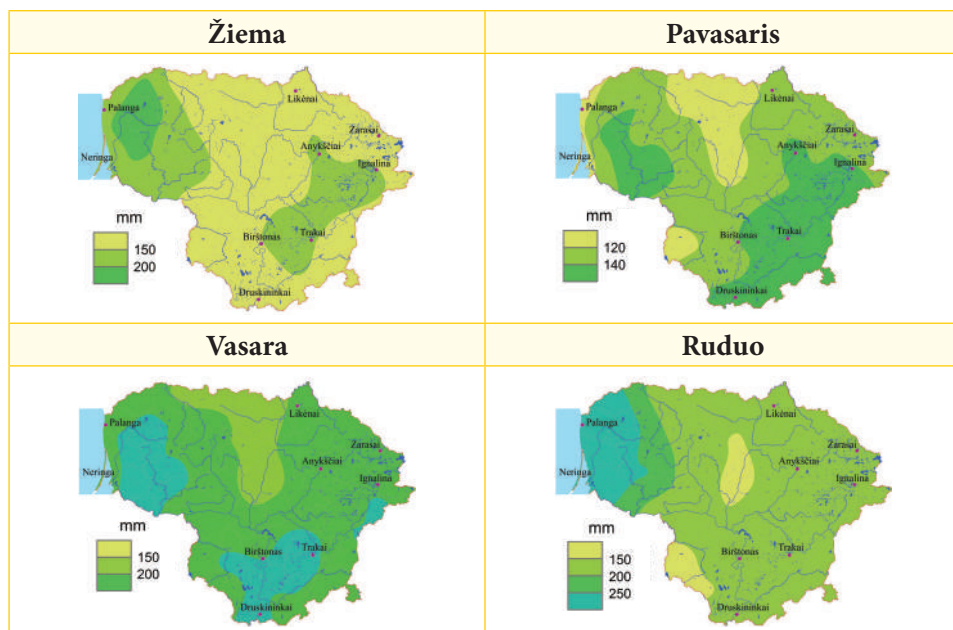 Žiema
Palanga
Likėnai
Zarasai
Anykščiai
Ignalina
Neringa
mm
150
200
Birštonas
Trakai
Druskininkai
Pavasaris
Palanga
Likėnai
Zarasai
Anykščiai
Ignalina
Neringa
mm
120
140
Birštonas
Trakai
Druskininkai
Vasara
Palanga
Likėnai
Zarasai
Anykščiai
Ignalina
Neringa
mm
150
200
Birštonas
Trakai
Druskininkai
Ruduo
Palanga
Likėnai
Zarasai
Anykščiai
Ignalina
Neringa
mm
150
200
250
Birštonas
Trakai
Druskininkai